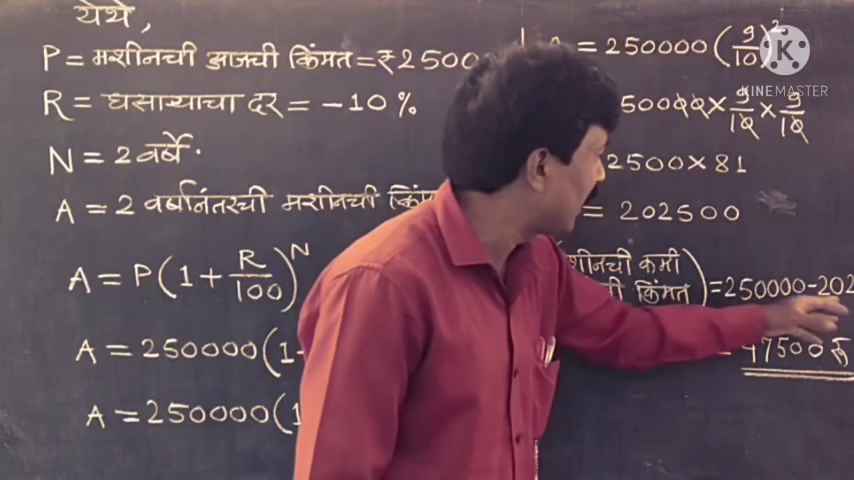 येथे,
P = मशीनची आजची किंमत = ₹2500
R = घसाऱ्याचा दर = -10 %
N = 2 वर्षे.
A = 2 वर्षानंतरची मशीनची किंम
A = P(1 + R/100)^N
A = 250000(1-
A = 250000(1
= 250000(9/10)²
50000 × 9/10 × 9/10
2500 × 81
= 202500
मशीनची कमी
किंमत) = 250000-202
= 47500 रु
KINEMASTER